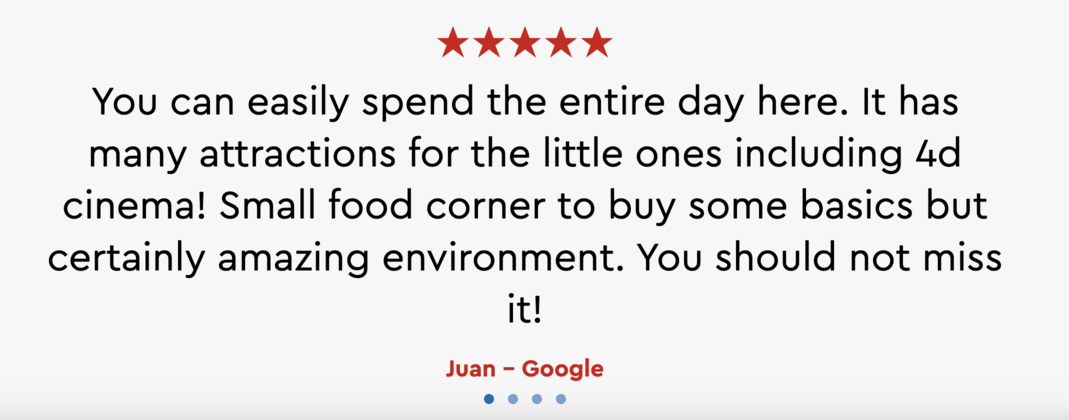 ★★★★★
You can easily spend the entire day here. It has
many attractions for the little ones including 4d
cinema! Small food corner to buy some basics but
certainly amazing environment. You should not miss
it!
Juan – Google